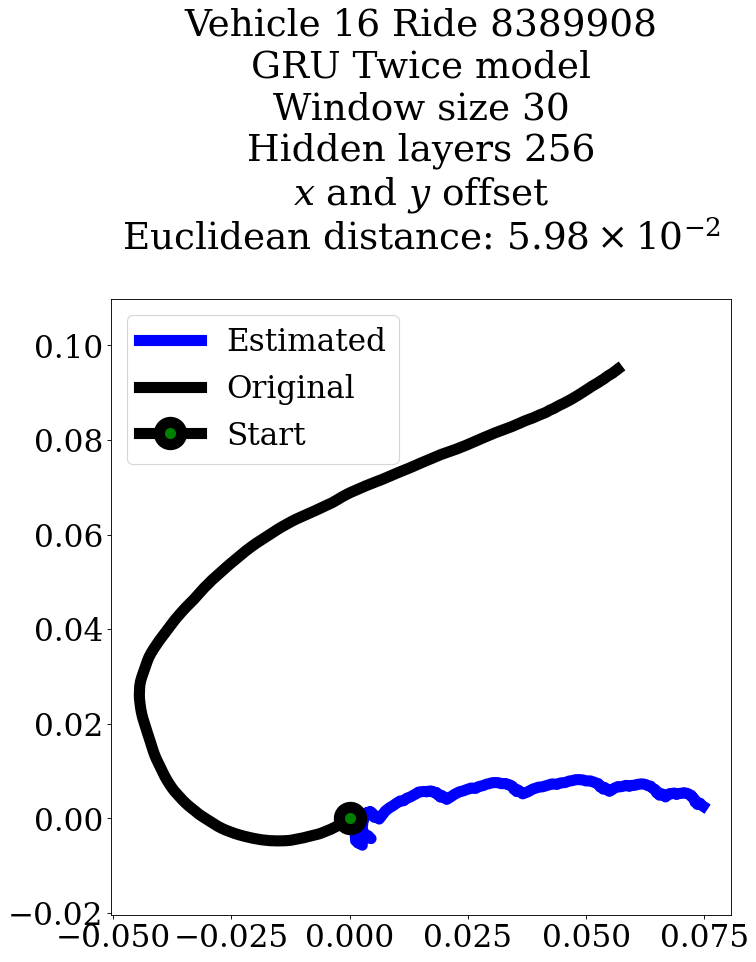 Vehicle 16 Ride 8389908
GRU Twice model
Window size 30
Hidden layers 256
x and y offset
Euclidean distance: 5.98 × 10⁻²
Estimated
Original
Start
0.10
0.08
0.06
0.04
0.02
0.00
−0.02
−0.050 −0.025 0.000 0.025 0.050 0.075